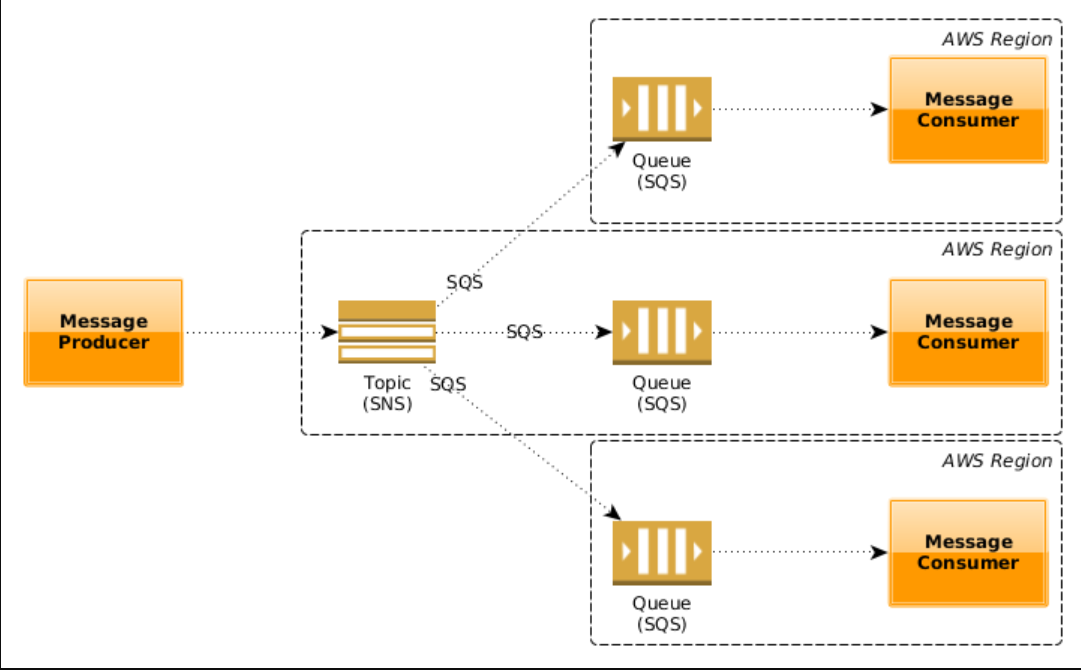 AWS Region
Message
Consumer
Queue
(SQS)
AWS Region
SQS
Message
Producer
SQS
Message
Consumer
Topic
(SNS)
SQS
Queue
(SQS)
AWS Region
Message
Consumer
Queue
(SQS)